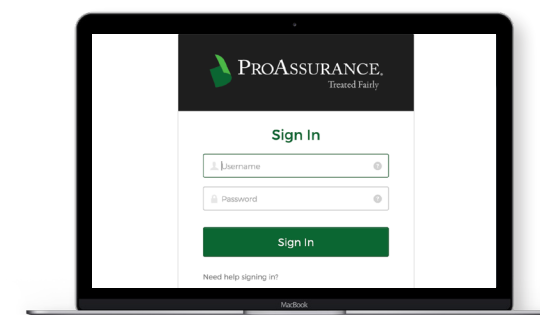 PROASSURANCE.
Treated Fairly
Sign In
Username
?
Password
?
Sign In
Need help signing in?
MacBook